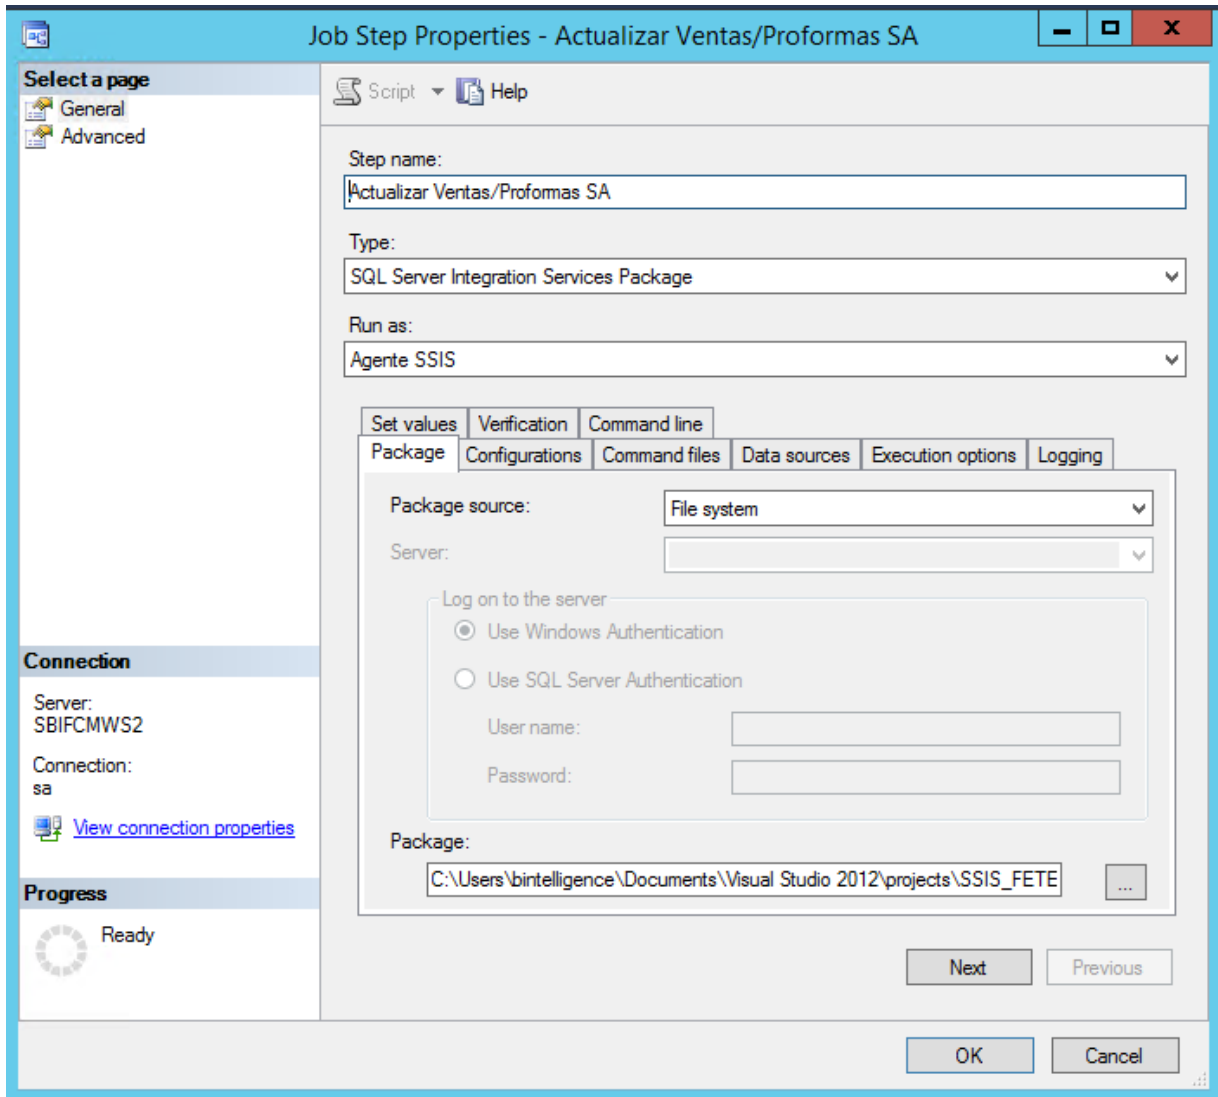 Job Step Properties - Actualizar Ventas/Proformas SA
Select a page
General
Advanced
Script
Help
Step name:
Actualizar Ventas/Proformas SA
Type:
SQL Server Integration Services Package
Run as:
Agente SSIS
Set values
Verification
Command line
Package
Configurations
Command files
Data sources
Execution options
Logging
Package source:
File system
Server:
Log on to the server
Use Windows Authentication
Use SQL Server Authentication
User name:
Password:
Package:
C:\Users\bintelligence\Documents\Visual Studio 2012\projects\SSIS_FETE
...
Next
Previous
Connection
Server:
SBIFCMWS2
Connection:
sa
View connection properties
Progress
Ready
OK
Cancel